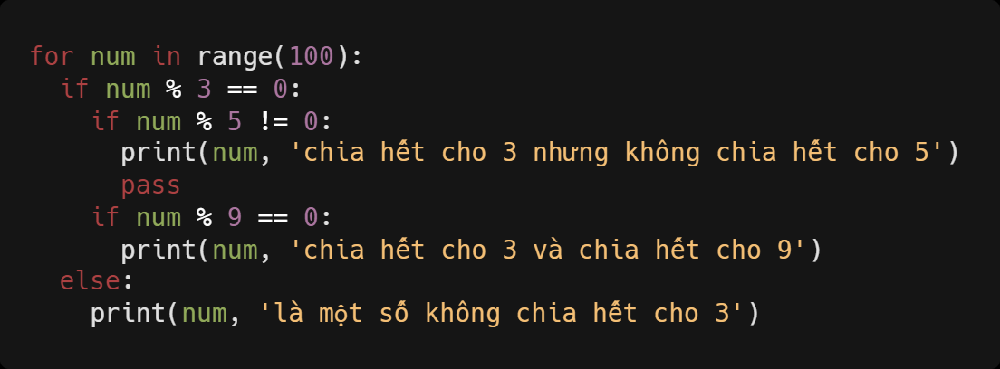 for num in range(100):
  if num % 3 == 0:
    if num % 5 != 0:
      print(num, 'chia hết cho 3 nhưng không chia hết cho 5')
      pass
    if num % 9 == 0:
      print(num, 'chia hết cho 3 và chia hết cho 9')
  else:
    print(num, 'là một số không chia hết cho 3')